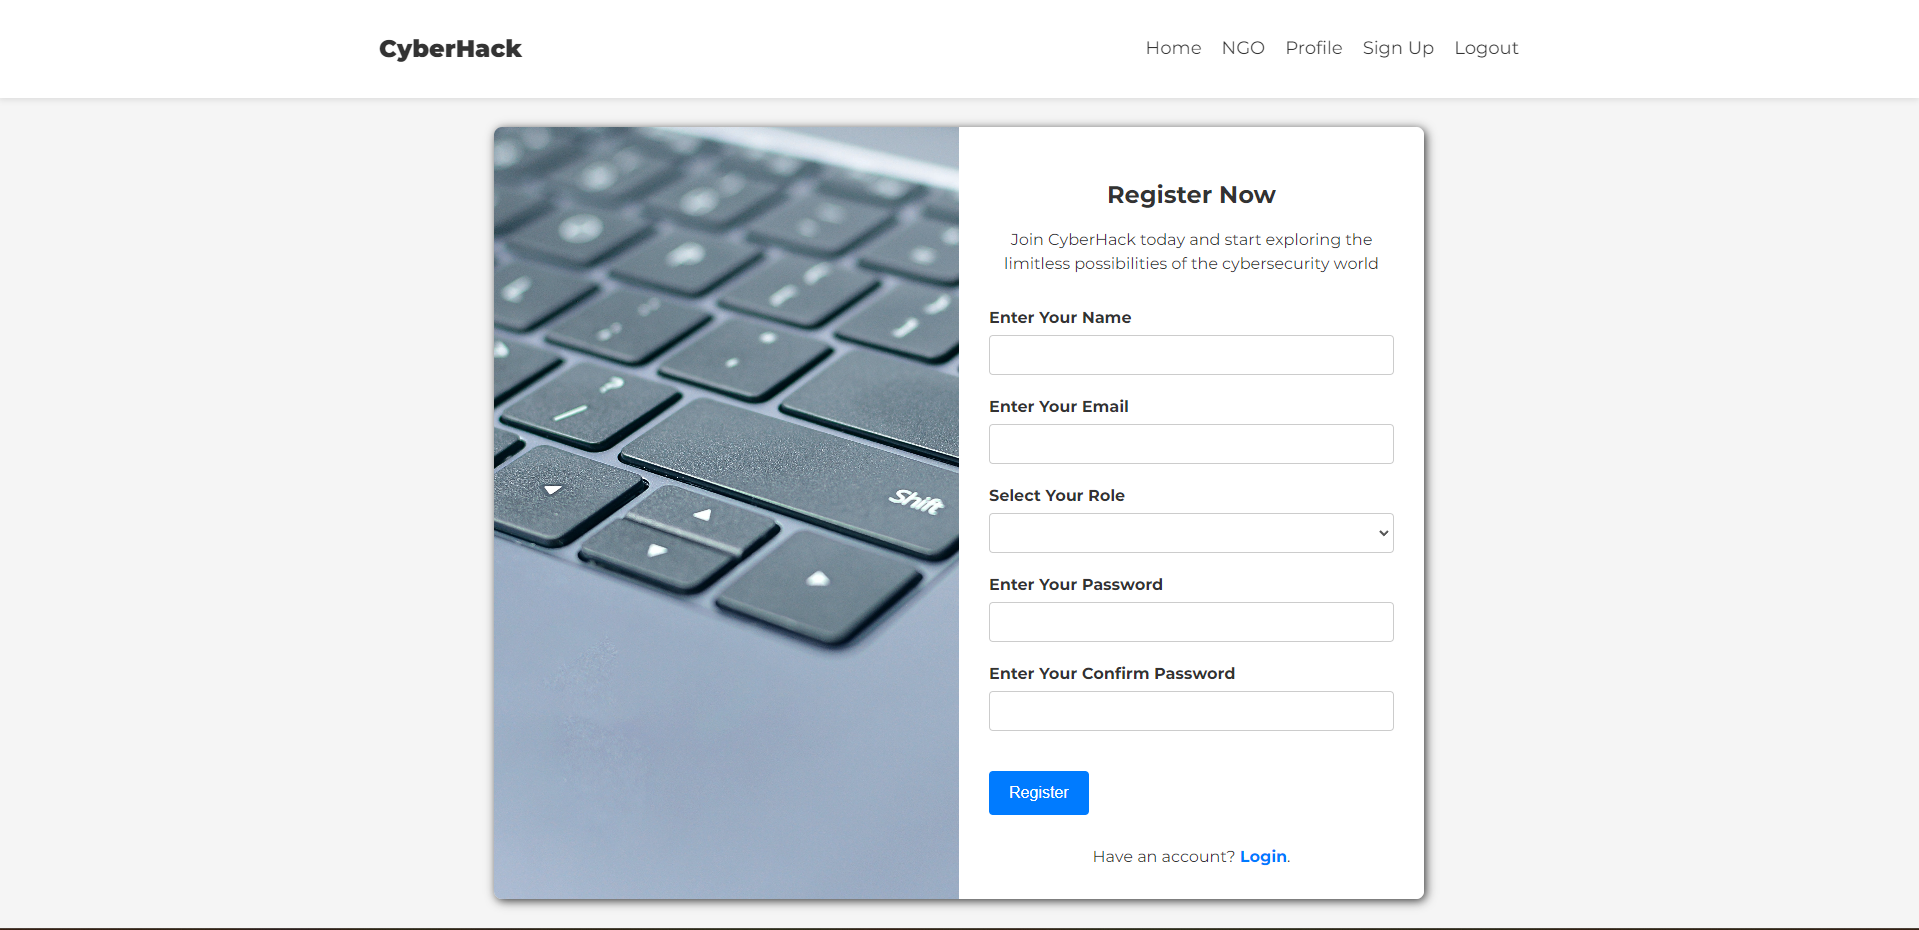 CyberHack
Home NGO Profile Sign Up Logout
Shift
Register Now
Join CyberHack today and start exploring the
limitless possibilities of the cybersecurity world
Enter Your Name
Enter Your Email
Select Your Role
Enter Your Password
Enter Your Confirm Password
Register
Have an account? Login.